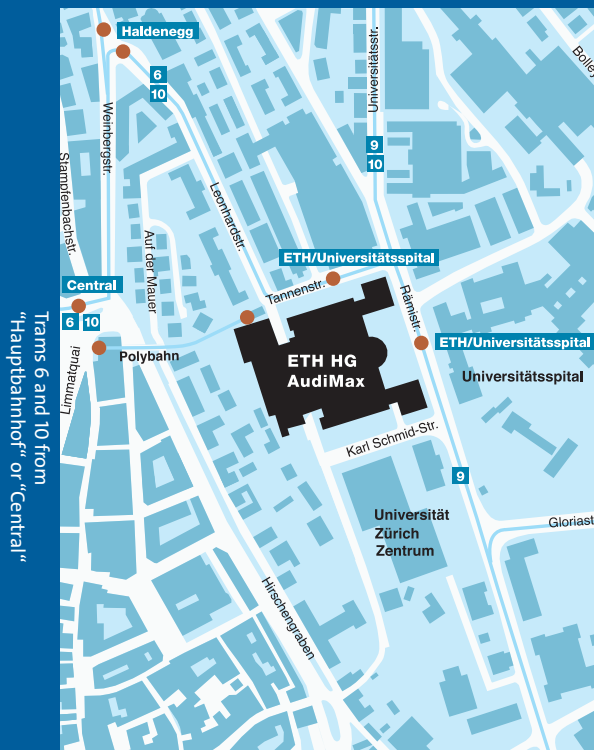 Haldenegg
6
10
Universitätsstr.
Bolley
Weinbergstr.
9
10
Stampfenbachstr.
Leonhardstr.
Auf der Mauer
ETH/Universitätsspital
Central
6 10
Tannenstr.
Rämistr.
Limmatquai
Polybahn
ETH HG
AudiMax
ETH/Universitätsspital
Universitätsspital
Karl Schmid-Str.
9
Universität
Zürich
Zentrum
Gloriast
Hirschengraben
Trams 6 and 10 from
“Hauptbahnhof“ or “Central“